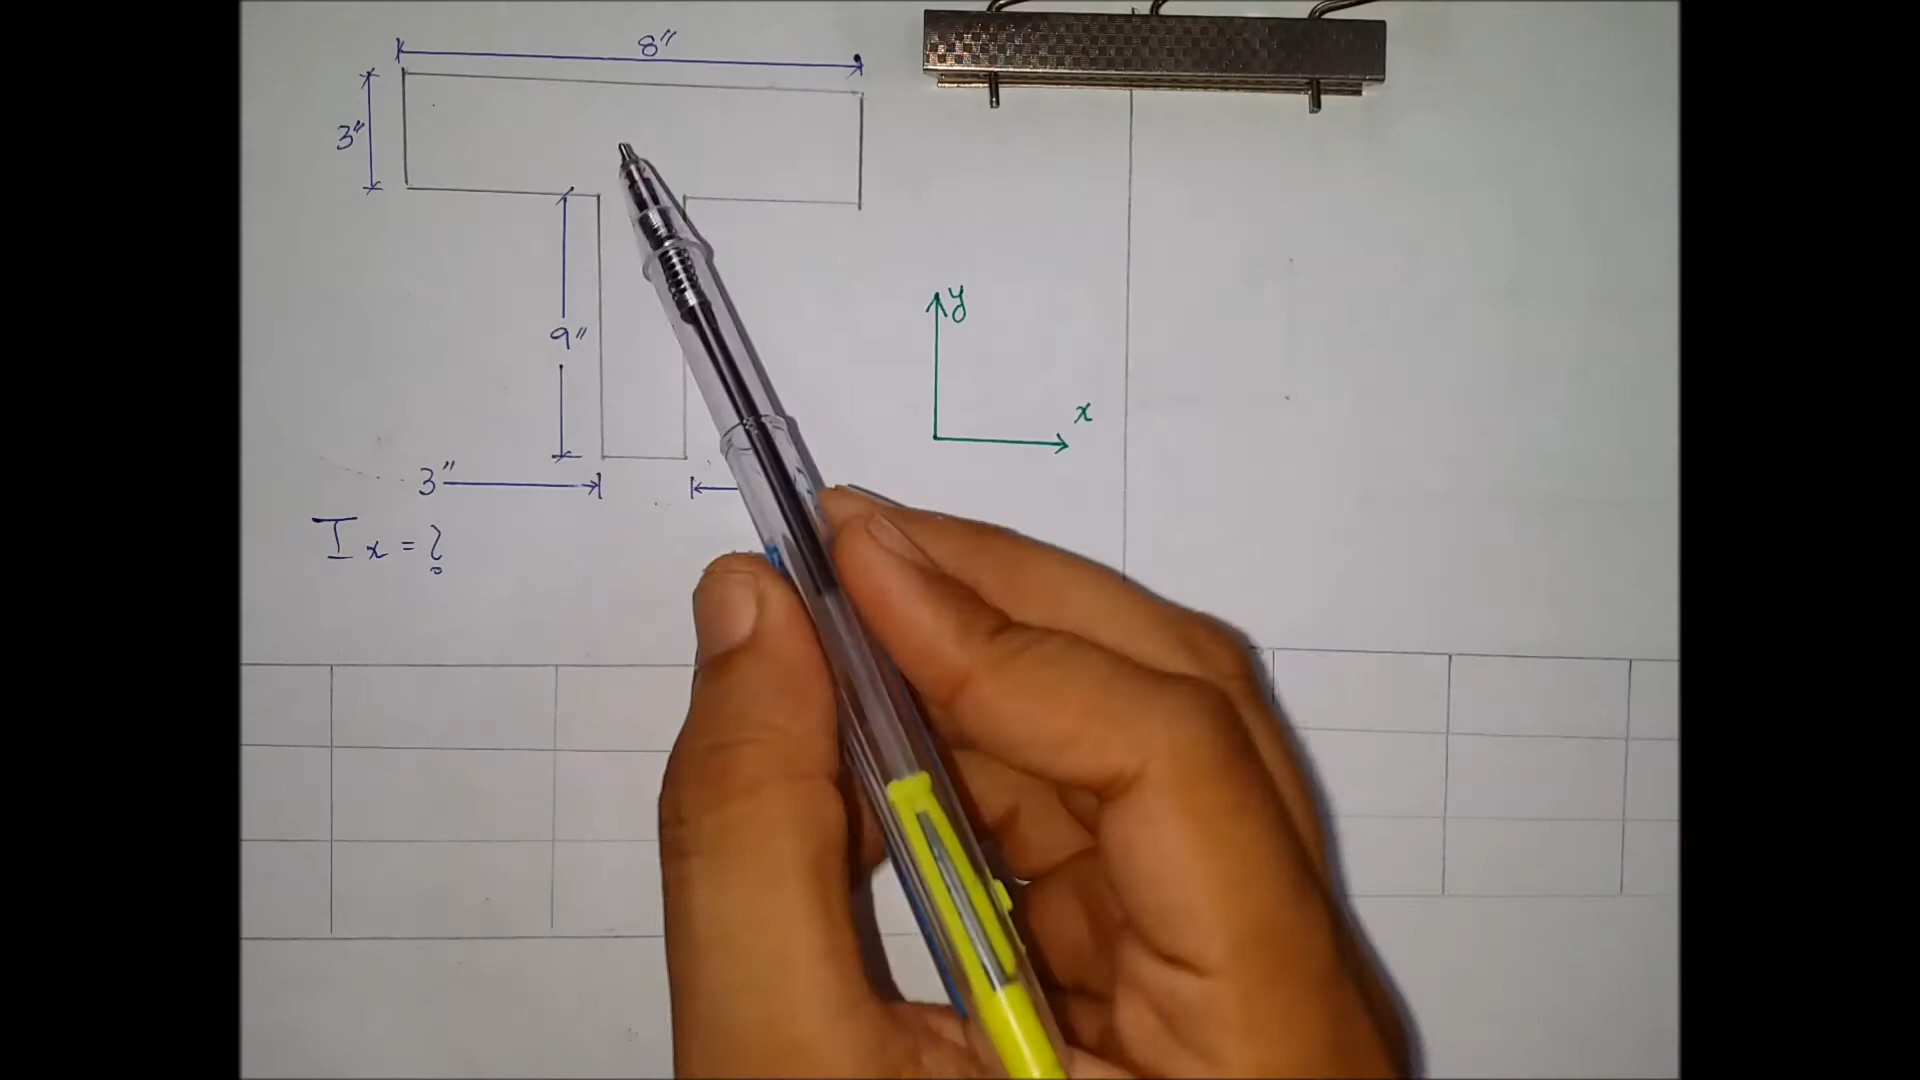 8"
3"
9"
y
x
3"
Ix = ?